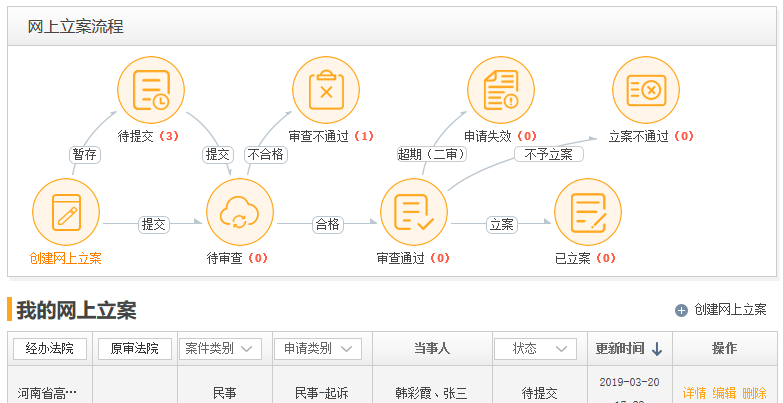 网上立案流程
待提交（3）
审查不通过（1）
申请失效（0）
立案不通过（0）
暂存
提交
不合格
超期（二审）
不予立案
提交
合格
立案
创建网上立案
待审查（0）
审查通过（0）
已立案（0）
我的网上立案
创建网上立案
经办法院 原审法院 案件类别 申请类别 当事人 状态 更新时间 操作
河南省高… 民事 民事-起诉 韩彩霞、张三 待提交 2019-03-20 详情 编辑 删除